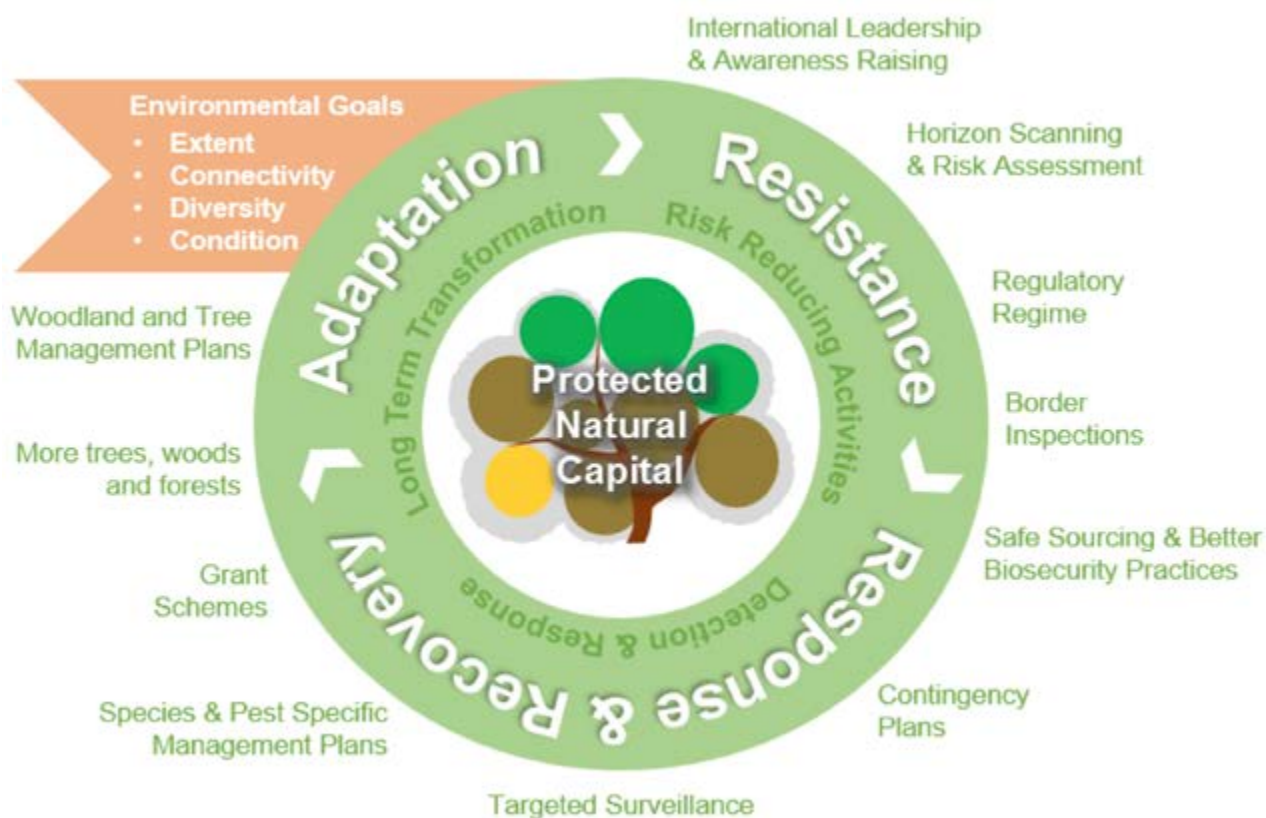 International Leadership
& Awareness Raising
Environmental Goals
• Extent
• Connectivity
• Diversity
• Condition
Horizon Scanning
& Risk Assessment
Adaptation
Resistance
Long Term Transformation
Risk Reducing Activities
Regulatory
Regime
Woodland and Tree
Management Plans
Protected
Natural
Capital
Border
Inspections
More trees, woods
and forests
Safe Sourcing & Better
Biosecurity Practices
Grant
Schemes
Detection & Response
Response & Recovery
Contingency
Plans
Species & Pest Specific
Management Plans
Targeted Surveillance